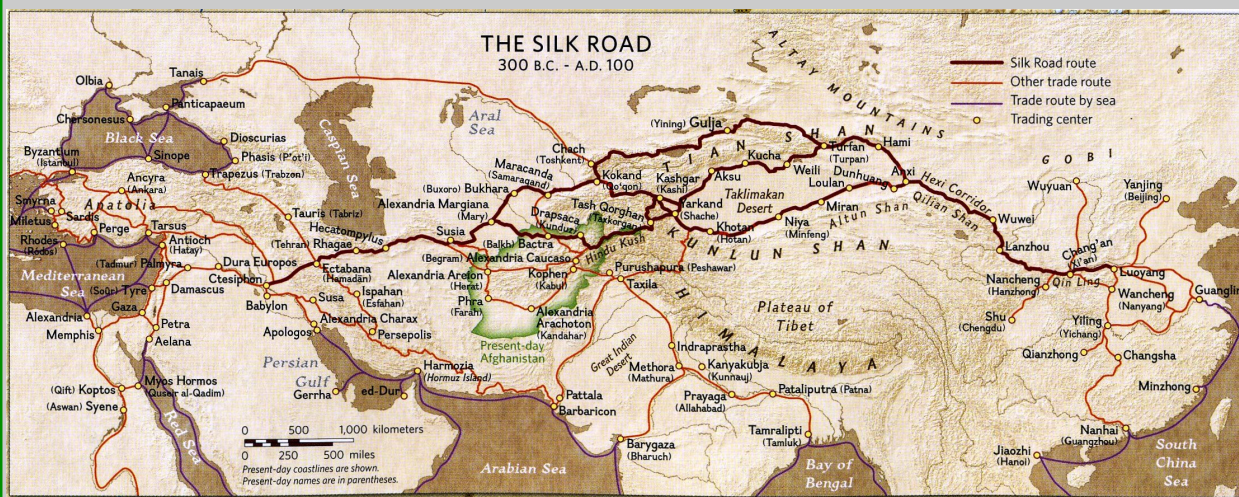 THE SILK ROAD
300 B.C. - A.D. 100
Silk Road route
Other trade route
Trade route by sea
Trading center
ALTAY MOUNTAINS
Olbia
Tanais
Panticapaeum
Chersonesus
Black Sea
Dioscurias
Byzantium
(Istanbul)
Sinope
Phasis (P'ot'i)
Trapezus (Trabzon)
Caspian Sea
Aral
Sea
Chach
(Toshkent)
(Yining) Gulja
TIAN SHAN
Turfan
(Turpan)
Hami
GOBI
Wuyuan
Yanjing
(Beijing)
Ancyra
(Ankara)
Smyrna
Anatolia
Sardis
Miletus
Perge
Tarsus
Rhodes
(Rodos)
Antioch
(Hatay)
Tauris (Tabriz)
Hecatompylus
(Tehran) Rhagae
Maracanda
(Samarqand)
(Buxoro) Bukhara
Alexandria Margiana
(Mary)
Susia
Kokand
(Qo'qon)
Kashgar
(Kashi)
Tash Qorghan
(Taxkorgan)
Drapsaca
(Kunduz)
(Balkh) Bactra
Yarkand
(Shache)
Aksu
Kucha
Weili
Taklimakan
Desert
Loulan
Dunhuang
Anxi
Hexi Corridor
Miran
Niya
(Minfeng)
Khotan
(Hotan)
Altun Shan
Qilian Shan
KUNLUN SHAN
Wuwei
Lanzhou
Chang'an
(Xi'an)
Luoyang
Nancheng
(Hanzhong)
Qin Ling
Wancheng
(Nanyang)
Guangling
Mediterranean
Sea
(Tadmur) Palmyra
Dura Europos
(Soûr) Tyre
Damascus
Ctesiphon
Babylon
Ectabana
(Hamadān)
Gaza
Alexandria
Memphis
Petra
Aelana
Susa
Ispahan
(Esfahan)
Apologos
Alexandria Charax
Persepolis
(Begram) Alexandria Caucaso
Hindu Kush
Alexandria Areion
(Herat)
Kophen
(Kabul)
Purushapura (Peshawar)
Taxila
Phra
(Farah)
Alexandria
Arachoton
(Kandahar)
Present-day
Afghanistan
HIMALAYA
Plateau of
Tibet
Shu
(Chengdu)
Yiling
(Yichang)
Qianzhong
Changsha
Minzhong
Persian
Gulf
Gerrha
ed-Dur
Harmozia
(Hormuz Island)
Great Indian
Desert
Indraprastha
Methora
(Mathura)
Kanyakubja
(Kunnauj)
Prayaga
(Allahabad)
Pataliputra (Patna)
(Qift) Koptos
(Aswan) Syene
Myos Hormos
(Quseir al-Qadim)
Red Sea
Pattala
Barbaricon
Barygaza
(Bharuch)
Tamralipti
(Tamluk)
Nanhai
(Guangzhou)
Jiaozhi
(Hanoi)
Arabian Sea
Bay of
Bengal
South
China
Sea
0 500 1,000 kilometers
0 250 500 miles
Present-day coastlines are shown.
Present-day names are in parentheses.